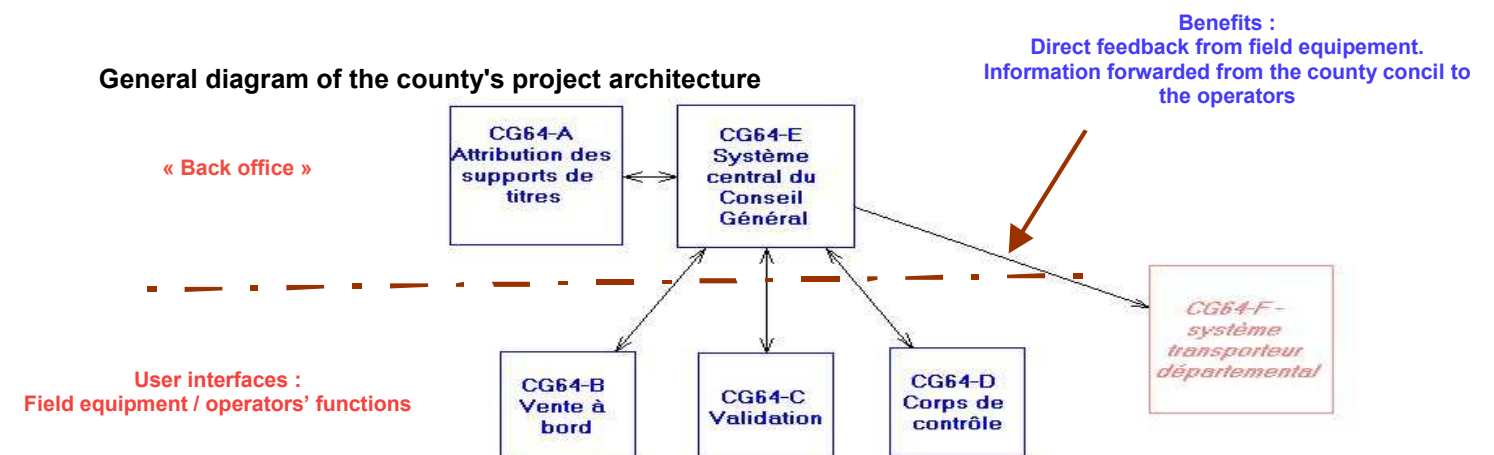 Benefits :
Direct feedback from field equipement.
Information forwarded from the county concil to
the operators
General diagram of the county's project architecture
« Back office »
CG64-A
Attribution des
supports de
titres
CG64-E
Système
central du
Conseil
Général
CG64-F -
système
transporteur
départemental
User interfaces :
Field equipment / operators’ functions
CG64-B
Vente à
bord
CG64-C
Validation
CG64-D
Corps de
contrôle